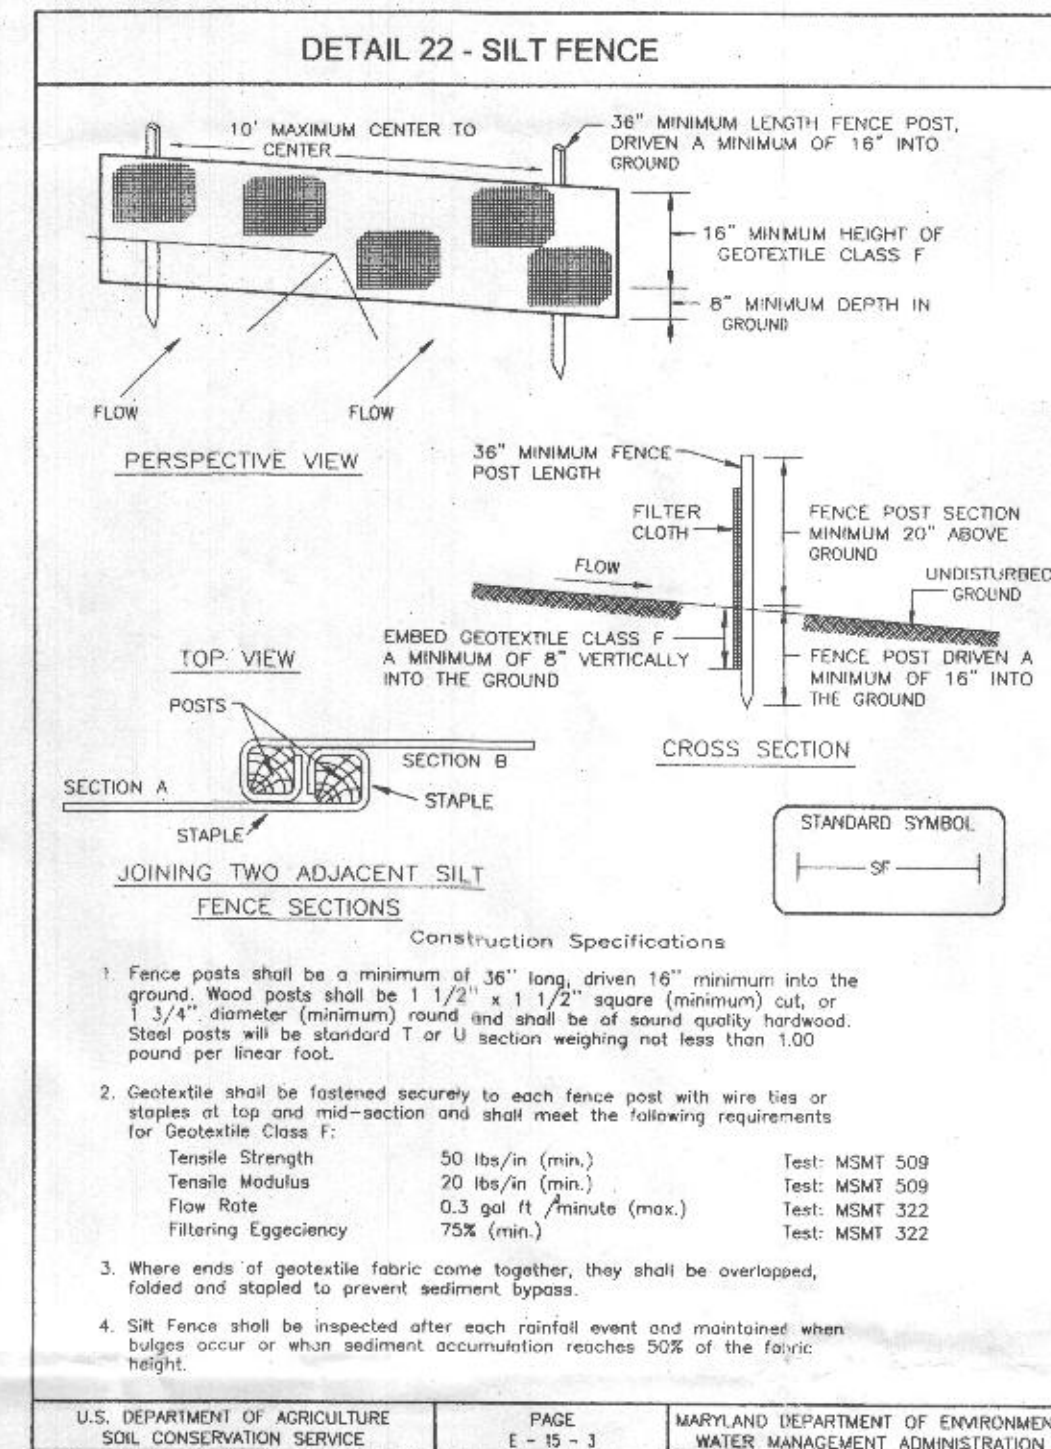 DETAIL 22 - SILT FENCE
10' MAXIMUM CENTER TO
CENTER
36" MINIMUM LENGTH FENCE POST,
DRIVEN A MINIMUM OF 16" INTO
GROUND
16" MINIMUM HEIGHT OF
GEOTEXTILE CLASS F
8" MINIMUM DEPTH IN
GROUND
FLOW
FLOW
PERSPECTIVE VIEW
36" MINIMUM FENCE
POST LENGTH
FILTER
CLOTH
FLOW
FENCE POST SECTION
MINIMUM 20" ABOVE
GROUND
UNDISTURBED
GROUND
EMBED GEOTEXTILE CLASS F
A MINIMUM OF 8" VERTICALLY
INTO THE GROUND
FENCE POST DRIVEN A
MINIMUM OF 16" INTO
THE GROUND
CROSS SECTION
TOP VIEW
POSTS
SECTION B
SECTION A
STAPLE
STAPLE
JOINING TWO ADJACENT SILT
FENCE SECTIONS
STANDARD SYMBOL
SF
Construction Specifications
1. Fence posts shall be a minimum of 36" long, driven 16" minimum into the
ground. Wood posts shall be 1 1/2" x 1 1/2" square (minimum) cut, or
1 3/4" diameter (minimum) round and shall be of sound quality hardwood.
Steel posts will be standard T or U section weighing not less than 1.00
pound per linear foot.
2. Geotextile shall be fastened securely to each fence post with wire ties or
staples at top and mid-section and shall meet the following requirements
for Geotextile Class F:
Tensile Strength 50 lbs/in (min.) Test: MSMT 509
Tensile Modulus 20 lbs/in (min.) Test: MSMT 509
Flow Rate 0.3 gal ft /minute (max.) Test: MSMT 322
Filtering Eggeciency 75% (min.) Test: MSMT 322
3. Where ends of geotextile fabric come together, they shall be overlapped,
folded and stapled to prevent sediment bypass.
4. Silt Fence shall be inspected after each rainfall event and maintained when
bulges occur or when sediment accumulation reaches 50% of the fabric
height.
U.S. DEPARTMENT OF AGRICULTURE
SOIL CONSERVATION SERVICE
PAGE
E - 15 - 3
MARYLAND DEPARTMENT OF ENVIRONMEN
WATER MANAGEMENT ADMINISTRATION